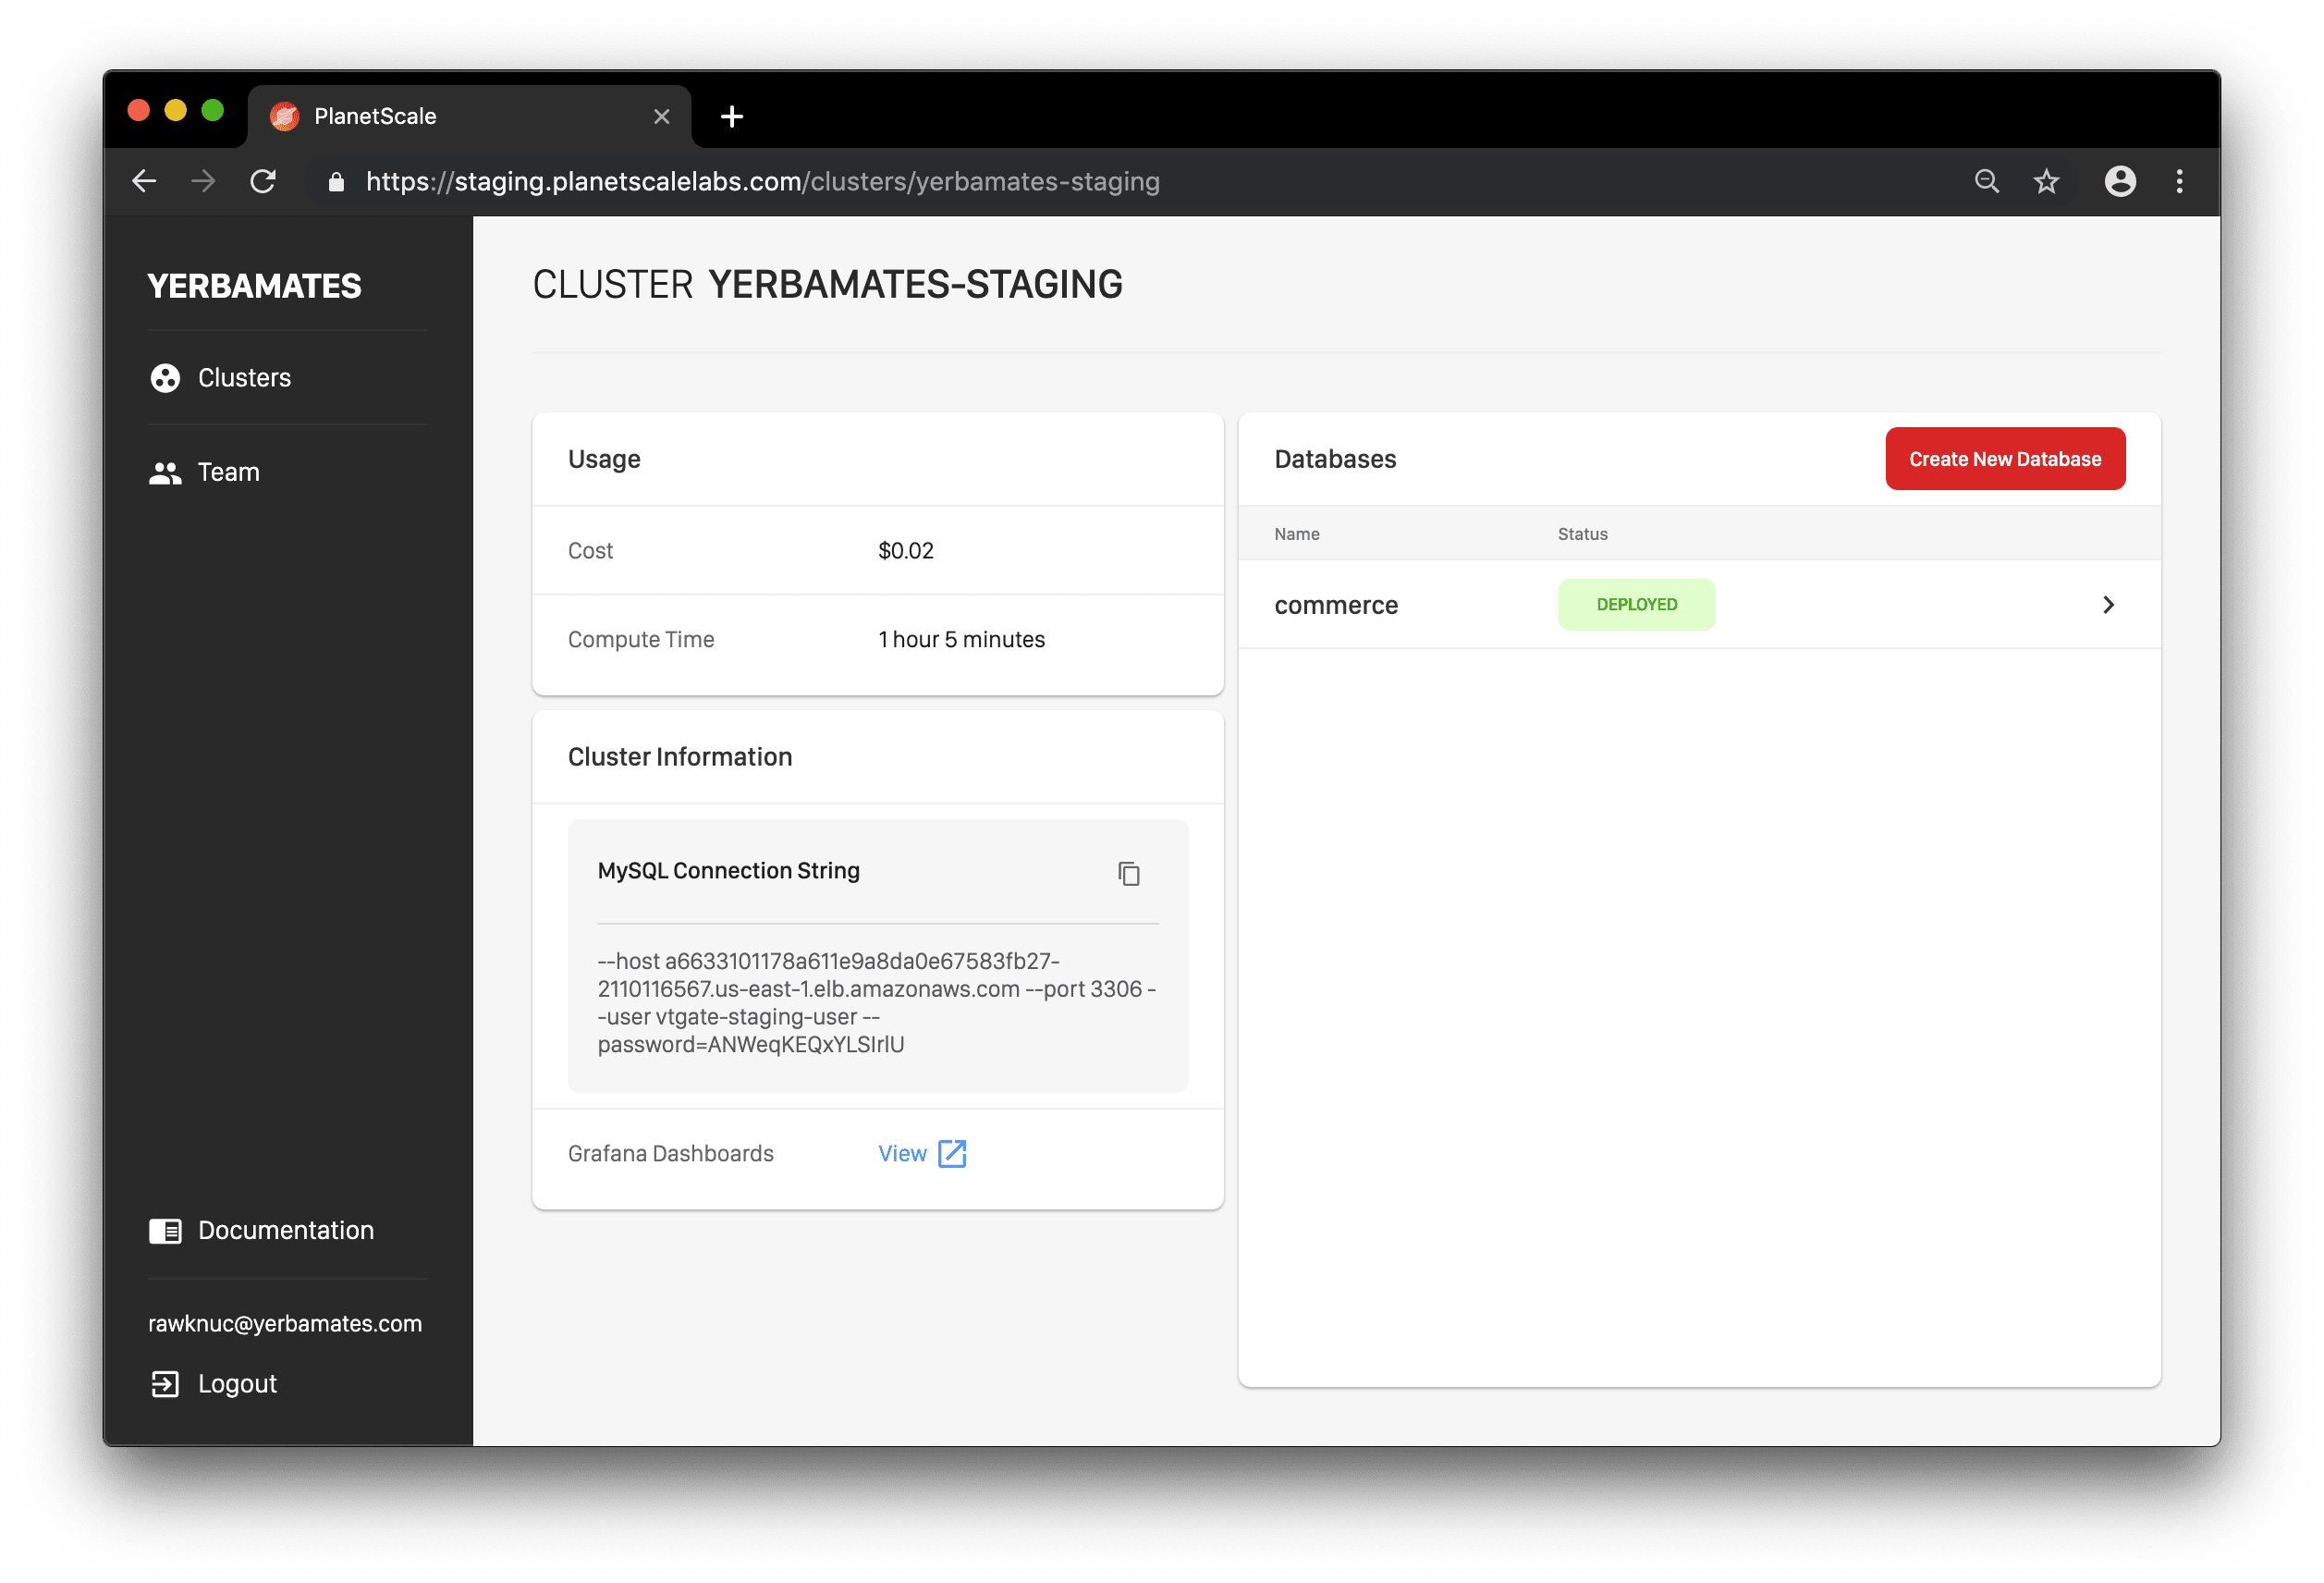 PlanetScale
https://staging.planetscalelabs.com/clusters/yerbamates-staging
YERBAMATES
Clusters
Team
Documentation
rawknuc@yerbamates.com
Logout
CLUSTER YERBAMATES-STAGING
Usage
Cost $0.02
Compute Time 1 hour 5 minutes
Cluster Information
MySQL Connection String
--host a6633101178a611e9a8da0e67583fb27-
2110116567.us-east-1.elb.amazonaws.com --port 3306 -
-user vtgate-staging-user --
password=ANWeqKEQxYLSIrlU
Grafana Dashboards View
Databases
Create New Database
Name Status
commerce DEPLOYED